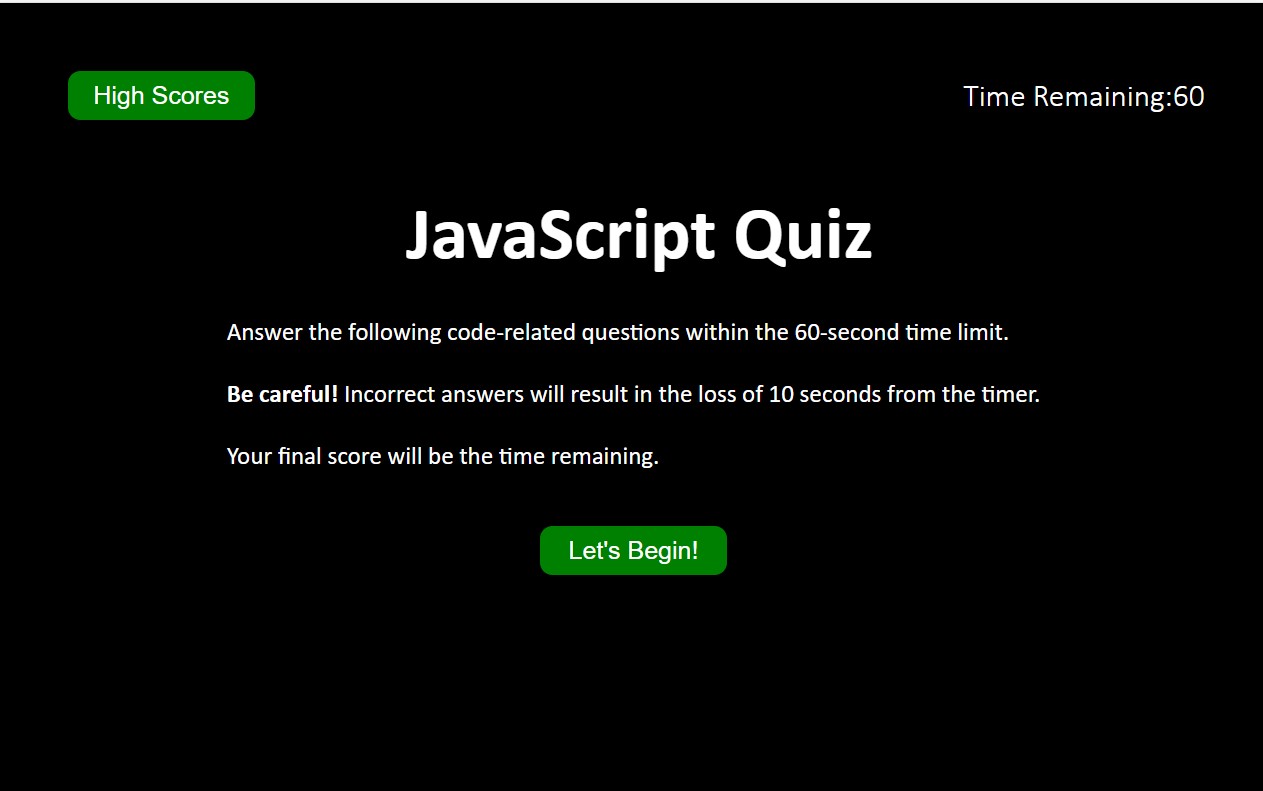 High Scores
Time Remaining:60
JavaScript Quiz
Answer the following code-related questions within the 60-second time limit.
Be careful! Incorrect answers will result in the loss of 10 seconds from the timer.
Your final score will be the time remaining.
Let's Begin!